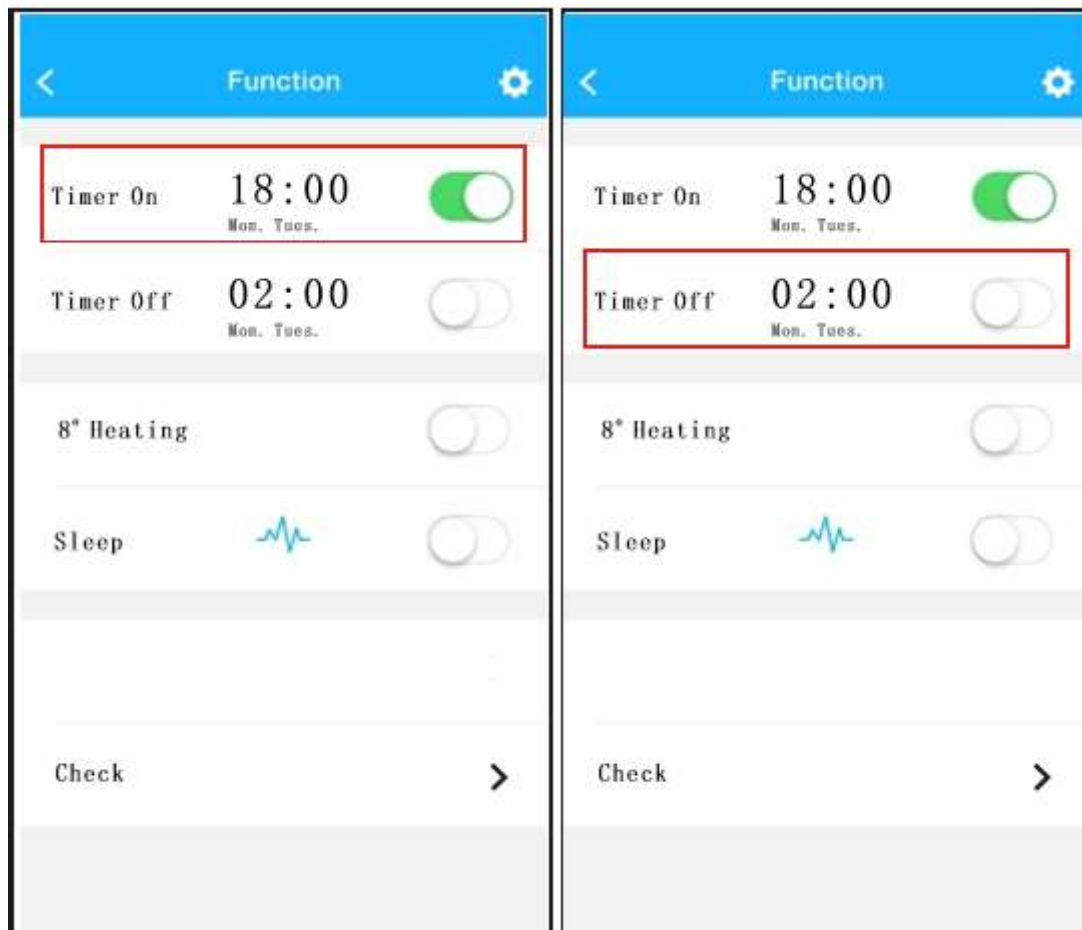 Function
Timer On 18:00
Mon. Tues.
Timer Off 02:00
Mon. Tues.
8° Heating
Sleep
Check
Function
Timer On 18:00
Mon. Tues.
Timer Off 02:00
Mon. Tues.
8° Heating
Sleep
Check